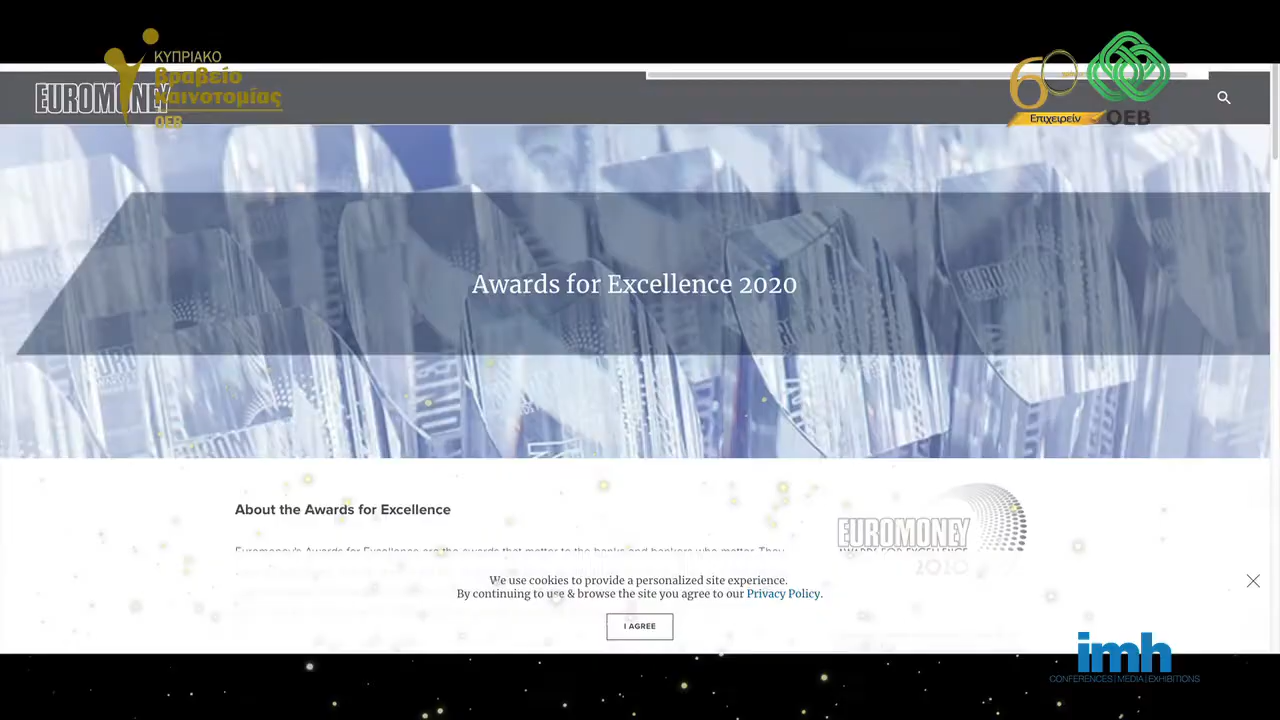 ΚΥΠΡΙΑΚΟ
βραβείο
καινοτομίας
ΟΕΒ
EUROMONEY
60
Επιχειρείν
ΟΕΒ
Awards for Excellence 2020
About the Awards for Excellence
Euromoney's Awards for Excellence are the awards that matter to the banks and bankers who matter. They
EUROMONEY
AWARDS FOR EXCELLENCE
2020
We use cookies to provide a personalized site experience.
By continuing to use & browse the site you agree to our Privacy Policy.
I AGREE
imh
CONFERENCES | MEDIA | EXHIBITIONS